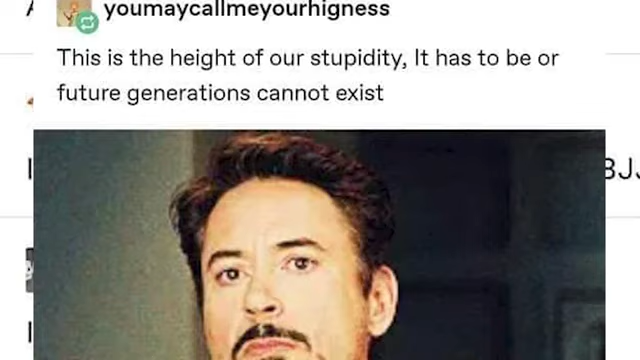 youmaycallmeyourhigness
This is the height of our stupidity, It has to be or
future generations cannot exist